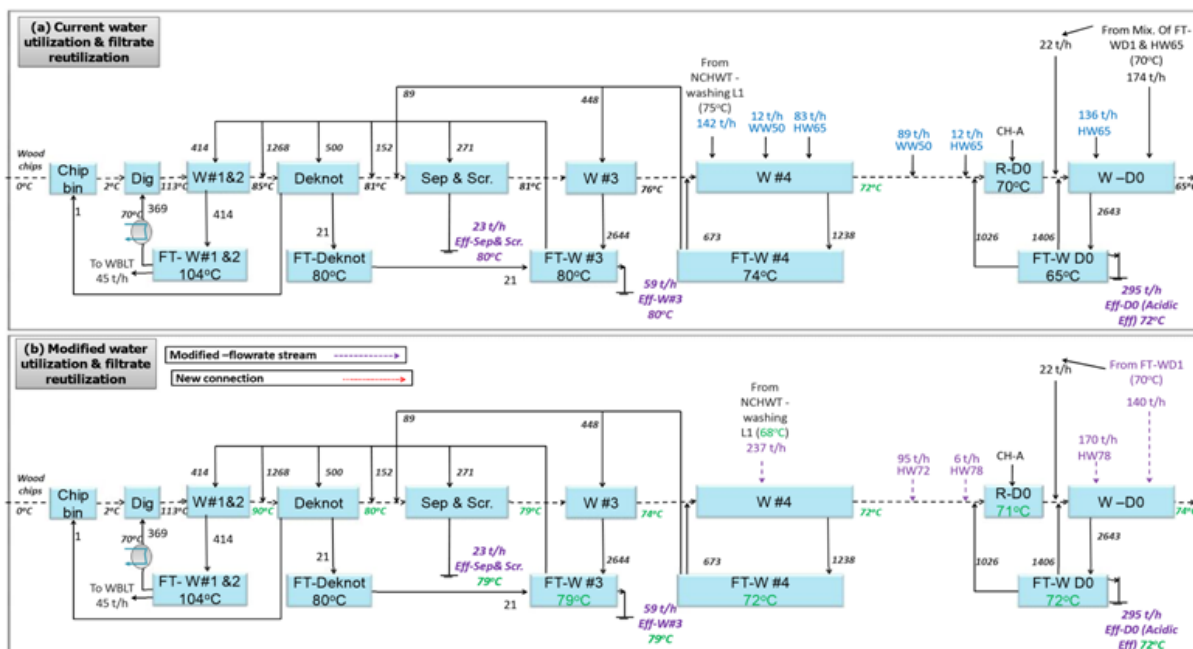 (a) Current water
utilization & filtrate
reutilization
From
NCHWT -
washing L1
(75°C)
142 t/h
12 t/h
WW50
83 t/h
HW65
22 t/h
From Mix. Of FT-
WD1 & HW65
(70°C)
174 t/h
89
448
89 t/h
WW50
12 t/h
HW65
CH-A
136 t/h
HW65
414
1268
500
152
271
Wood
chips
0°C
Chip
bin
2°C
Dig
113°C
W#1&2
85°C
Deknot
81°C
Sep & Scr.
81°C
W #3
76°C
W #4
72°C
R-D0
70°C
W –D0
65°C
1
70°C
369
414
21
23 t/h
Eff-Sep& Scr.
80°C
2644
673
1238
1026
1406
2643
To WBLT
45 t/h
FT- W#1 &2
104°C
FT-Deknot
80°C
21
FT-W #3
80°C
59 t/h
Eff-W#3
80°C
FT-W #4
74°C
FT-W D0
65°C
295 t/h
Eff-D0 (Acidic
Eff) 72°C
(b) Modified water
utilization & filtrate
reutilization
Modified –flowrate stream
New connection
From
NCHWT -
washing
L1 (68°C)
237 t/h
22 t/h
From FT-WD1
(70°C)
140 t/h
89
448
95 t/h
HW72
6 t/h
HW78
CH-A
170 t/h
HW78
414
1268
500
152
271
Wood
chips
0°C
Chip
bin
2°C
Dig
113°C
W#1&2
90°C
Deknot
80°C
Sep & Scr.
79°C
W #3
74°C
W #4
72°C
R-D0
71°C
W –D0
74°C
1
70°C
369
414
21
23 t/h
Eff-Sep& Scr.
79°C
2644
673
1238
1026
1406
2643
To WBLT
45 t/h
FT- W#1 &2
104°C
FT-Deknot
80°C
21
FT-W #3
79°C
59 t/h
Eff-W#3
79°C
FT-W #4
72°C
FT-W D0
72°C
295 t/h
Eff-D0 (Acidic
Eff) 72°C